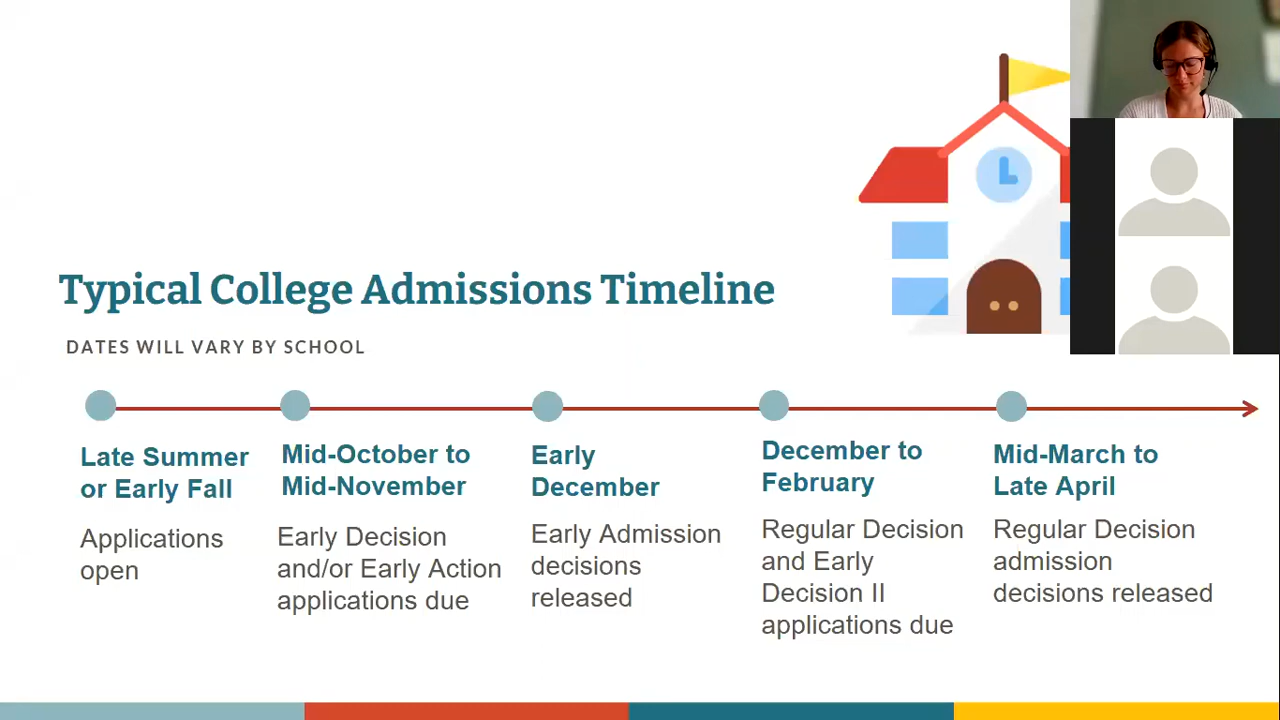 Typical College Admissions Timeline
DATES WILL VARY BY SCHOOL
Late Summer
or Early Fall
Applications
open
Mid-October to
Mid-November
Early Decision
and/or Early Action
applications due
Early
December
Early Admission
decisions
released
December to
February
Regular Decision
and Early
Decision II
applications due
Mid-March to
Late April
Regular Decision
admission
decisions released